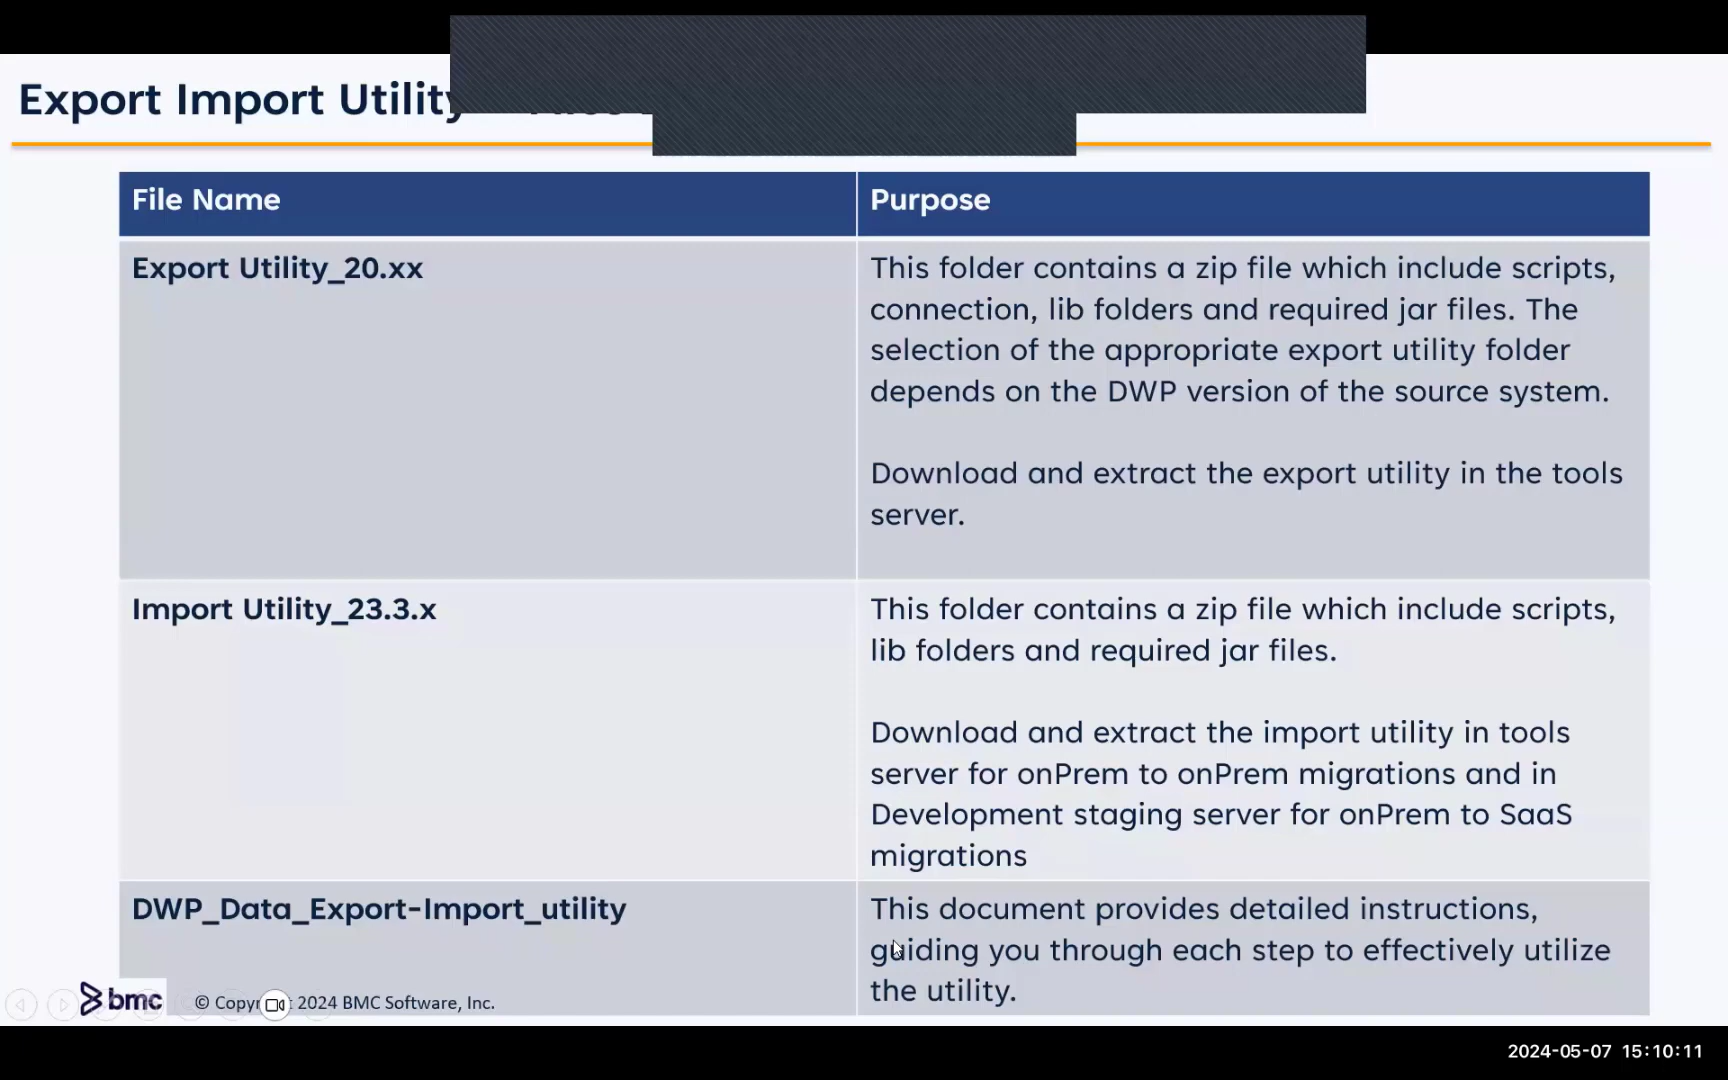 Export Import Utility
File Name
Purpose
Export Utility_20.xx
This folder contains a zip file which include scripts,
connection, lib folders and required jar files. The
selection of the appropriate export utility folder
depends on the DWP version of the source system.
Download and extract the export utility in the tools
server.
Import Utility_23.3.x
This folder contains a zip file which include scripts,
lib folders and required jar files.
Download and extract the import utility in tools
server for onPrem to onPrem migrations and in
Development staging server for onPrem to SaaS
migrations
DWP_Data_Export-Import_utility
This document provides detailed instructions,
guiding you through each step to effectively utilize
the utility.
bmc
© 2024 BMC Software, Inc.
2024-05-07 15:10:11